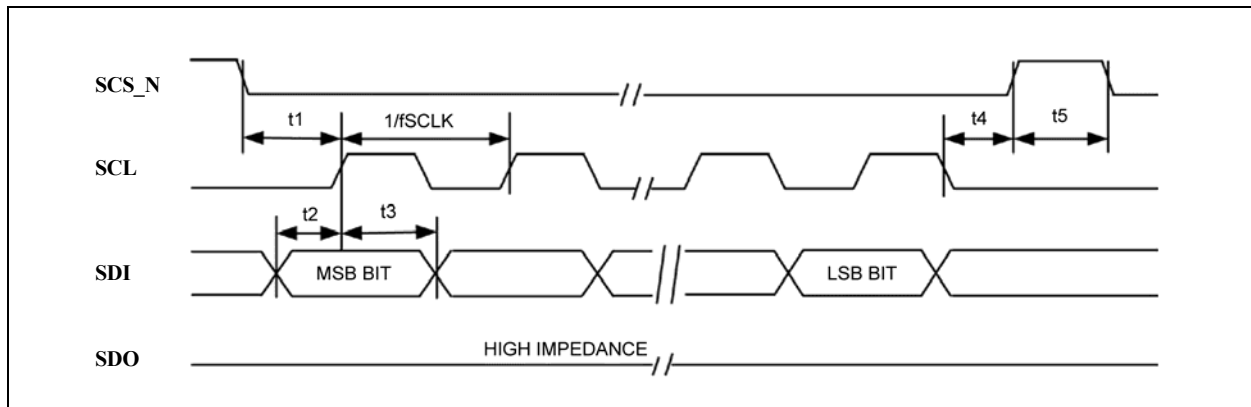 SCS_N
t1
1/fSCLK
t4
t5
SCL
t2
t3
SDI
MSB BIT
LSB BIT
SDO
HIGH IMPEDANCE